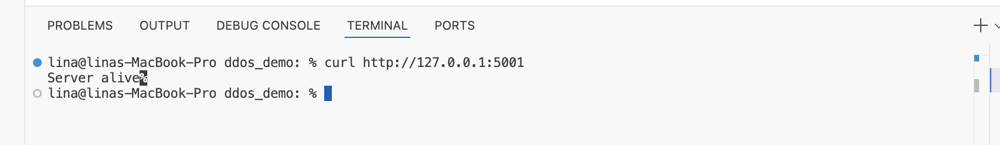 PROBLEMS OUTPUT DEBUG CONSOLE TERMINAL PORTS
lina@linas-MacBook-Pro ddos_demo: % curl http://127.0.0.1:5001
Server alive%
lina@linas-MacBook-Pro ddos_demo: %